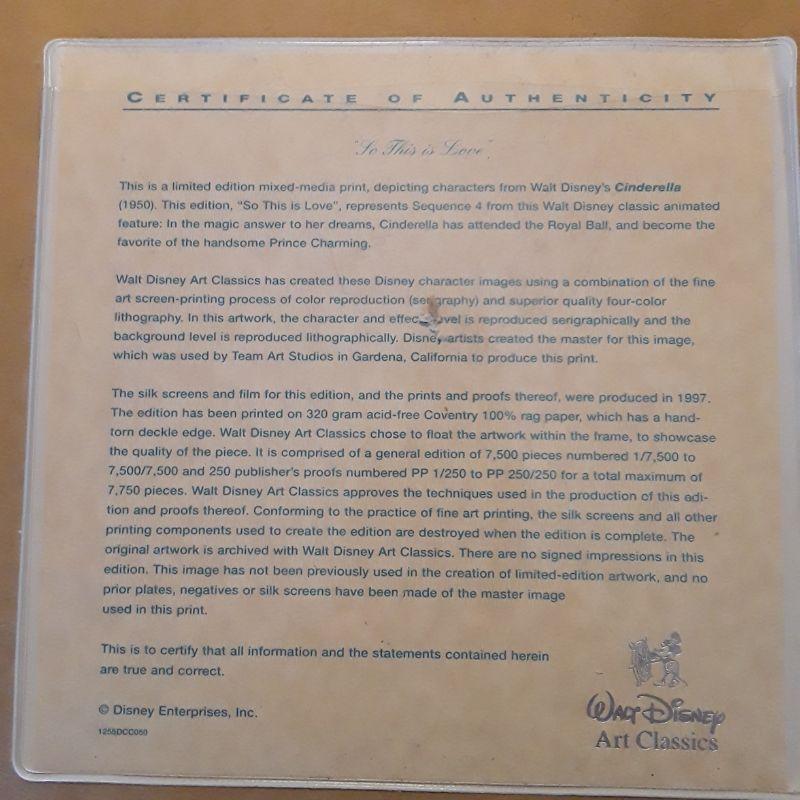 CERTIFICATE OF AUTHENTICITY
"So This is Love"
This is a limited edition mixed-media print, depicting characters from Walt Disney's Cinderella
(1950). This edition, "So This is Love", represents Sequence 4 from this Walt Disney classic animated
feature: In the magic answer to her dreams, Cinderella has attended the Royal Ball, and become the
favorite of the handsome Prince Charming.
Walt Disney Art Classics has created these Disney character images using a combination of the fine
art screen-printing process of color reproduction (serigraphy) and superior quality four-color
lithography. In this artwork, the character and effect level is reproduced serigraphically and the
background level is reproduced lithographically. Disney artists created the master for this image,
which was used by Team Art Studios in Gardena, California to produce this print.
The silk screens and film for this edition, and the prints and proofs thereof, were produced in 1997.
The edition has been printed on 320 gram acid-free Coventry 100% rag paper, which has a hand-
torn deckle edge. Walt Disney Art Classics chose to float the artwork within the frame, to showcase
the quality of the piece. It is comprised of a general edition of 7,500 pieces numbered 1/7,500 to
7,500/7,500 and 250 publisher's proofs numbered PP 1/250 to PP 250/250 for a total maximum of
7,750 pieces. Walt Disney Art Classics approves the techniques used in the production of this edi-
tion and proofs thereof. Conforming to the practice of fine art printing, the silk screens and all other
printing components used to create the edition are destroyed when the edition is complete. The
original artwork is archived with Walt Disney Art Classics. There are no signed impressions in this
edition. This image has not been previously used in the creation of limited-edition artwork, and no
prior plates, negatives or silk screens have been made of the master image
used in this print.
This is to certify that all information and the statements contained herein
are true and correct.
© Disney Enterprises, Inc.
1255DCC050
WALT DISNEY
Art Classics